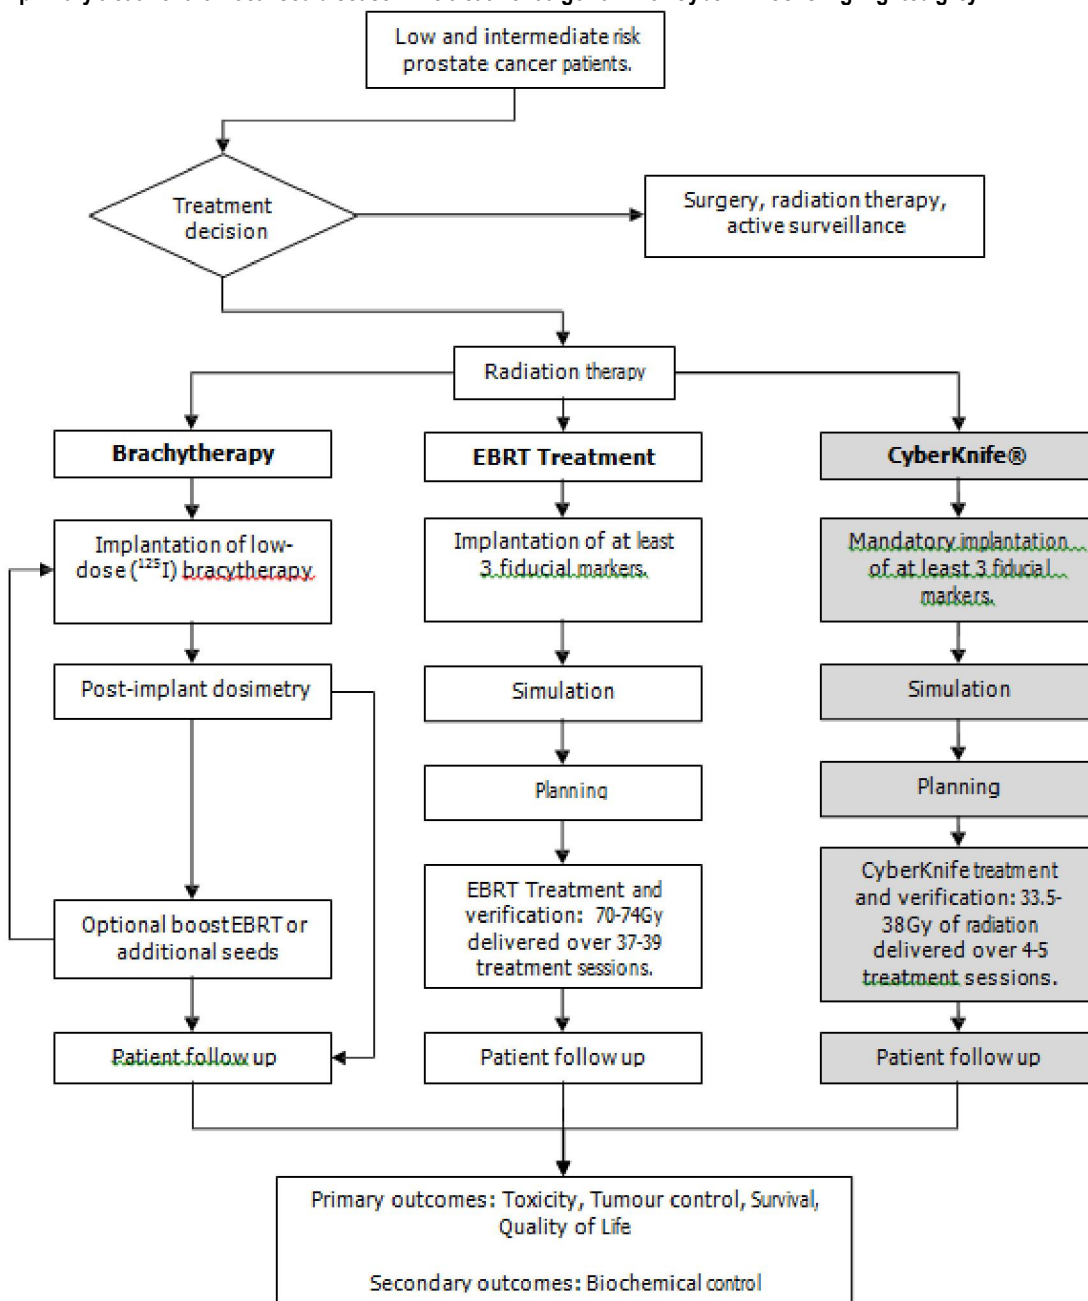 Low and intermediate risk
prostate cancer patients.
Treatment
decision
Surgery, radiation therapy,
active surveillance
Radiation therapy
Brachytherapy
Implantation of low-
dose (¹²⁵I) bracytherapy
Post-implant dosimetry
Optional boost EBRT or
additional seeds
Patient follow up
EBRT Treatment
Implantation of at least
3 fiducial markers.
Simulation
Planning
EBRT Treatment and
verification: 70-74Gy
delivered over 37-39
treatment sessions.
Patient follow up
CyberKnife®
Mandatory implantation
of at least 3 fiducial
markers.
Simulation
Planning
CyberKnife treatment
and verification: 33.5-
38Gy of radiation
delivered over 4-5
treatment sessions.
Patient follow up
Primary outcomes: Toxicity, Tumour control, Survival,
Quality of Life
Secondary outcomes: Biochemical control